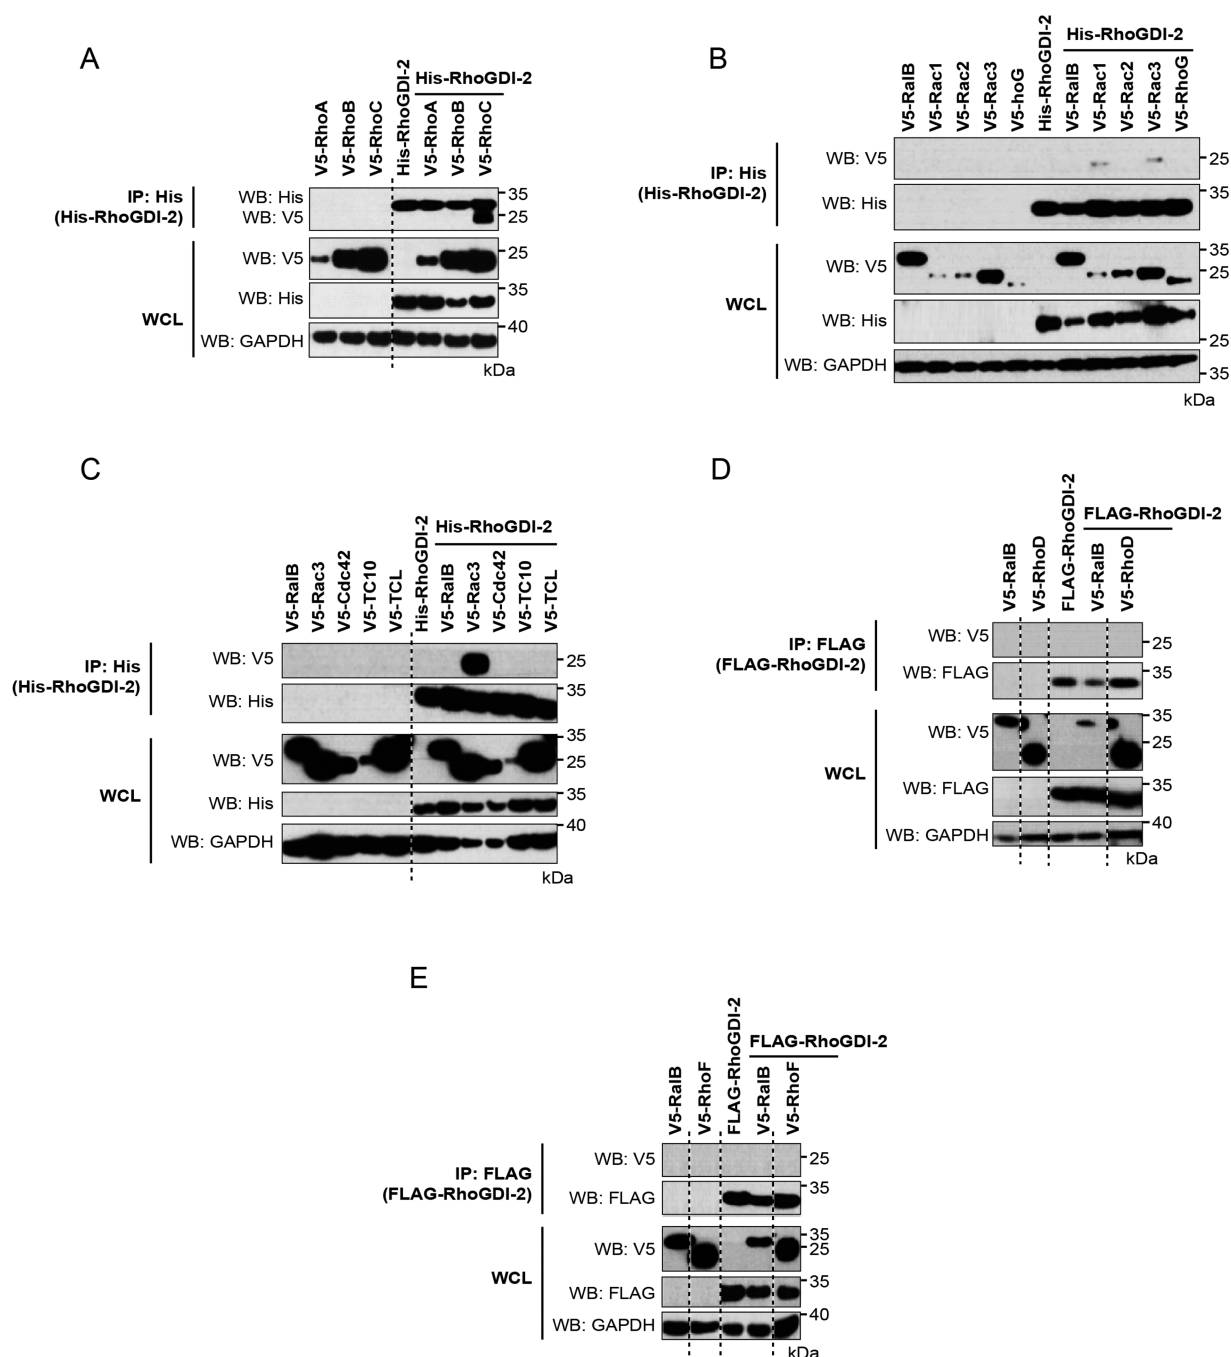 A
V5-RhoA
V5-RhoB
V5-RhoC
His-RhoGDI-2
His-RhoGDI-2
V5-RhoA
V5-RhoB
V5-RhoC
IP: His
(His-RhoGDI-2)
WB: His
WB: V5
35
25
WCL
WB: V5
25
WB: His
35
WB: GAPDH
40
kDa
B
V5-RalB
V5-Rac1
V5-Rac2
V5-Rac3
V5-hoG
His-RhoGDI-2
His-RhoGDI-2
V5-RalB
V5-Rac1
V5-Rac2
V5-Rac3
V5-RhoG
IP: His
(His-RhoGDI-2)
WB: V5
25
WB: His
35
WCL
WB: V5
35
25
WB: His
25
WB: GAPDH
35
kDa
C
V5-RalB
V5-Rac3
V5-Cdc42
V5-TC10
V5-TCL
His-RhoGDI-2
His-RhoGDI-2
V5-RalB
V5-Rac3
V5-Cdc42
V5-TC10
V5-TCL
IP: His
(His-RhoGDI-2)
WB: V5
25
WB: His
35
WCL
WB: V5
35
25
WB: His
35
WB: GAPDH
40
kDa
D
V5-RalB
V5-RhoD
FLAG-RhoGDI-2
FLAG-RhoGDI-2
V5-RalB
V5-RhoD
IP: FLAG
(FLAG-RhoGDI-2)
WB: V5
25
WB: FLAG
35
WCL
WB: V5
35
25
WB: FLAG
35
WB: GAPDH
40
kDa
E
V5-RalB
V5-RhoF
FLAG-RhoGDI-2
FLAG-RhoGDI-2
V5-RalB
V5-RhoF
IP: FLAG
(FLAG-RhoGDI-2)
WB: V5
25
WB: FLAG
35
WCL
WB: V5
35
25
WB: FLAG
35
WB: GAPDH
40
kDa